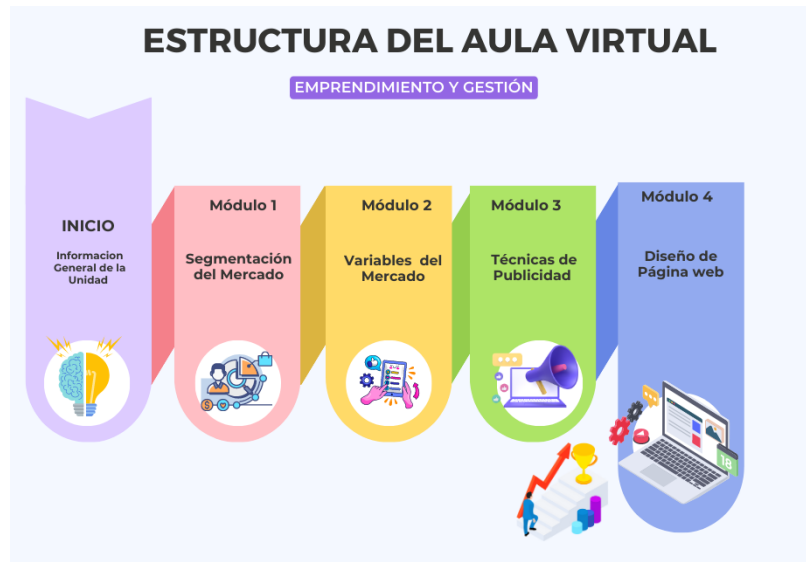 ESTRUCTURA DEL AULA VIRTUAL
EMPRENDIMIENTO Y GESTIÓN
INICIO
Informacion
General de la
Unidad
Módulo 1
Segmentación
del Mercado
Módulo 2
Variables del
Mercado
Módulo 3
Técnicas de
Publicidad
Módulo 4
Diseño de
Página web
18